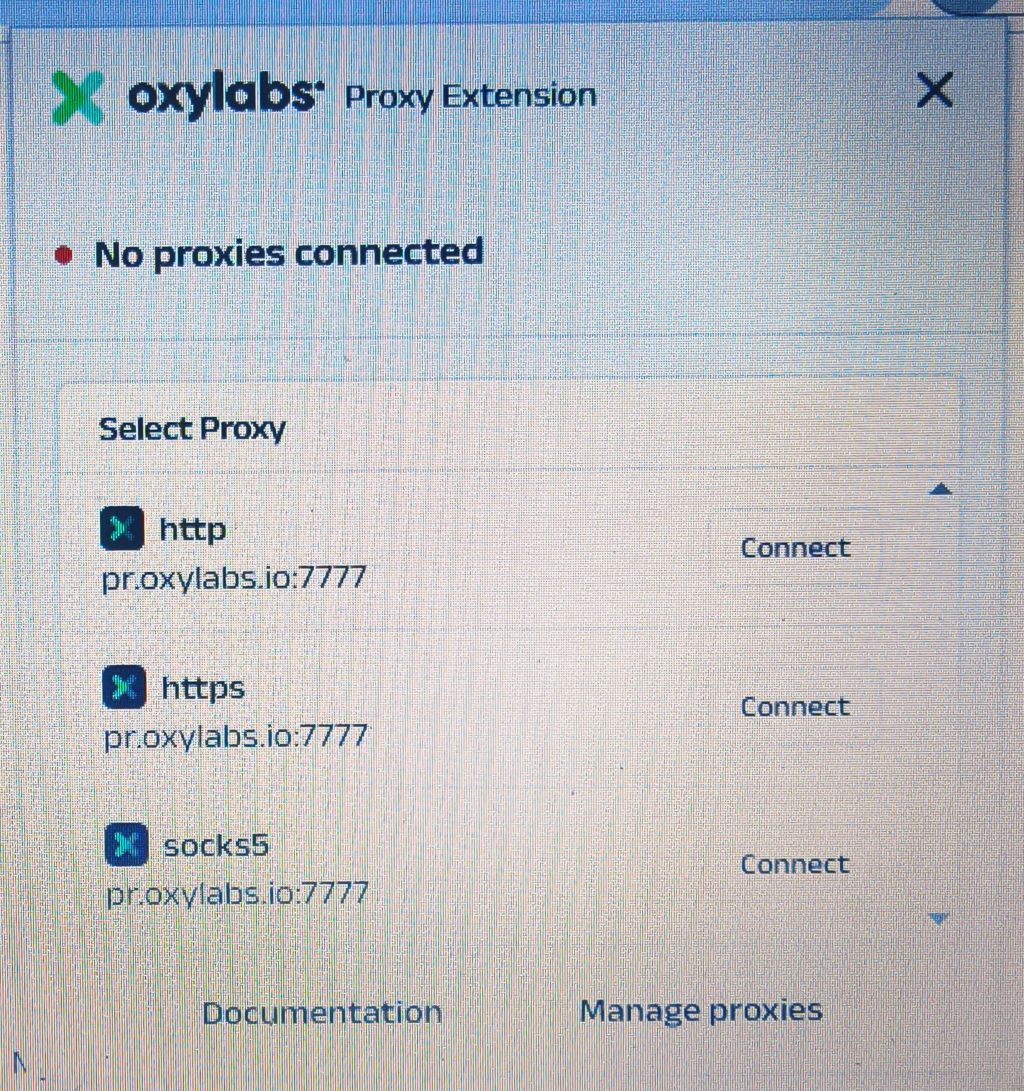 oxylabs Proxy Extension
No proxies connected
Select Proxy
http
pr.oxylabs.io:7777
Connect
https
pr.oxylabs.io:7777
Connect
socks5
pr.oxylabs.io:7777
Connect
Documentation Manage proxies